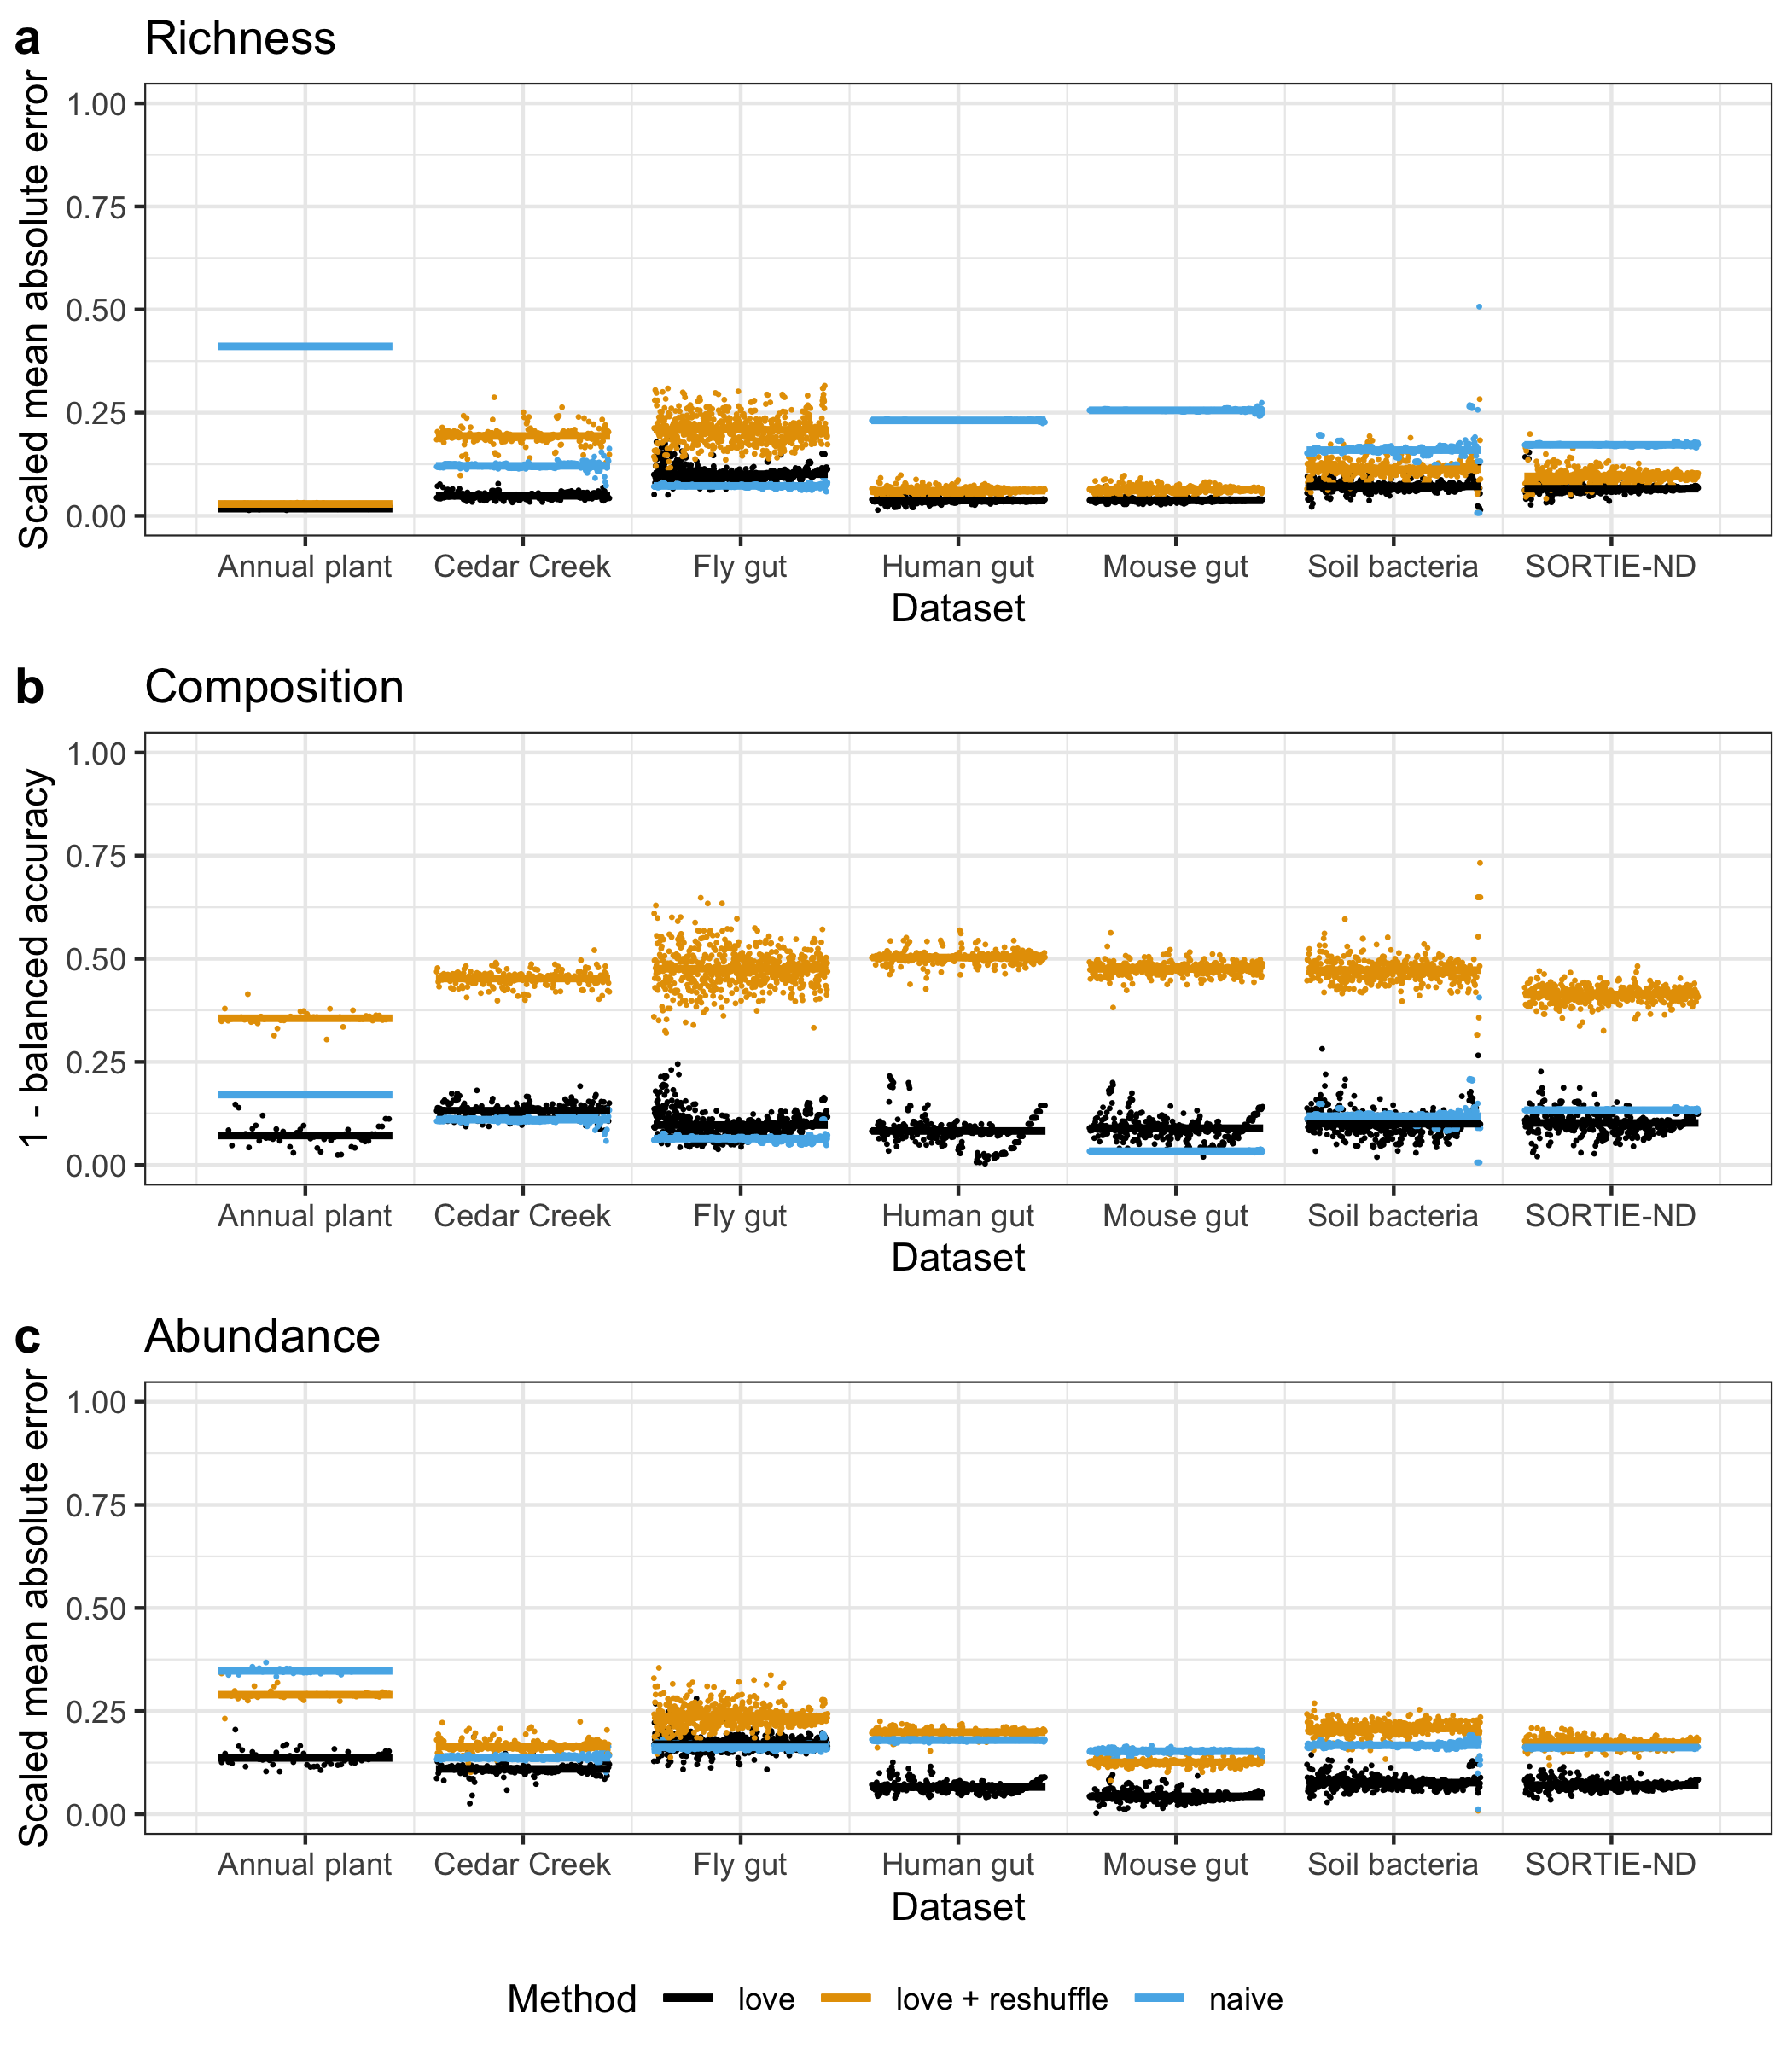 a Richness
Scaled mean absolute error
1.00
0.75
0.50
0.25
0.00
Annual plant Cedar Creek Fly gut Human gut Mouse gut Soil bacteria SORTIE-ND
Dataset
b Composition
1 - balanced accuracy
1.00
0.75
0.50
0.25
0.00
Annual plant Cedar Creek Fly gut Human gut Mouse gut Soil bacteria SORTIE-ND
Dataset
c Abundance
Scaled mean absolute error
1.00
0.75
0.50
0.25
0.00
Annual plant Cedar Creek Fly gut Human gut Mouse gut Soil bacteria SORTIE-ND
Dataset
Method love love + reshuffle naive